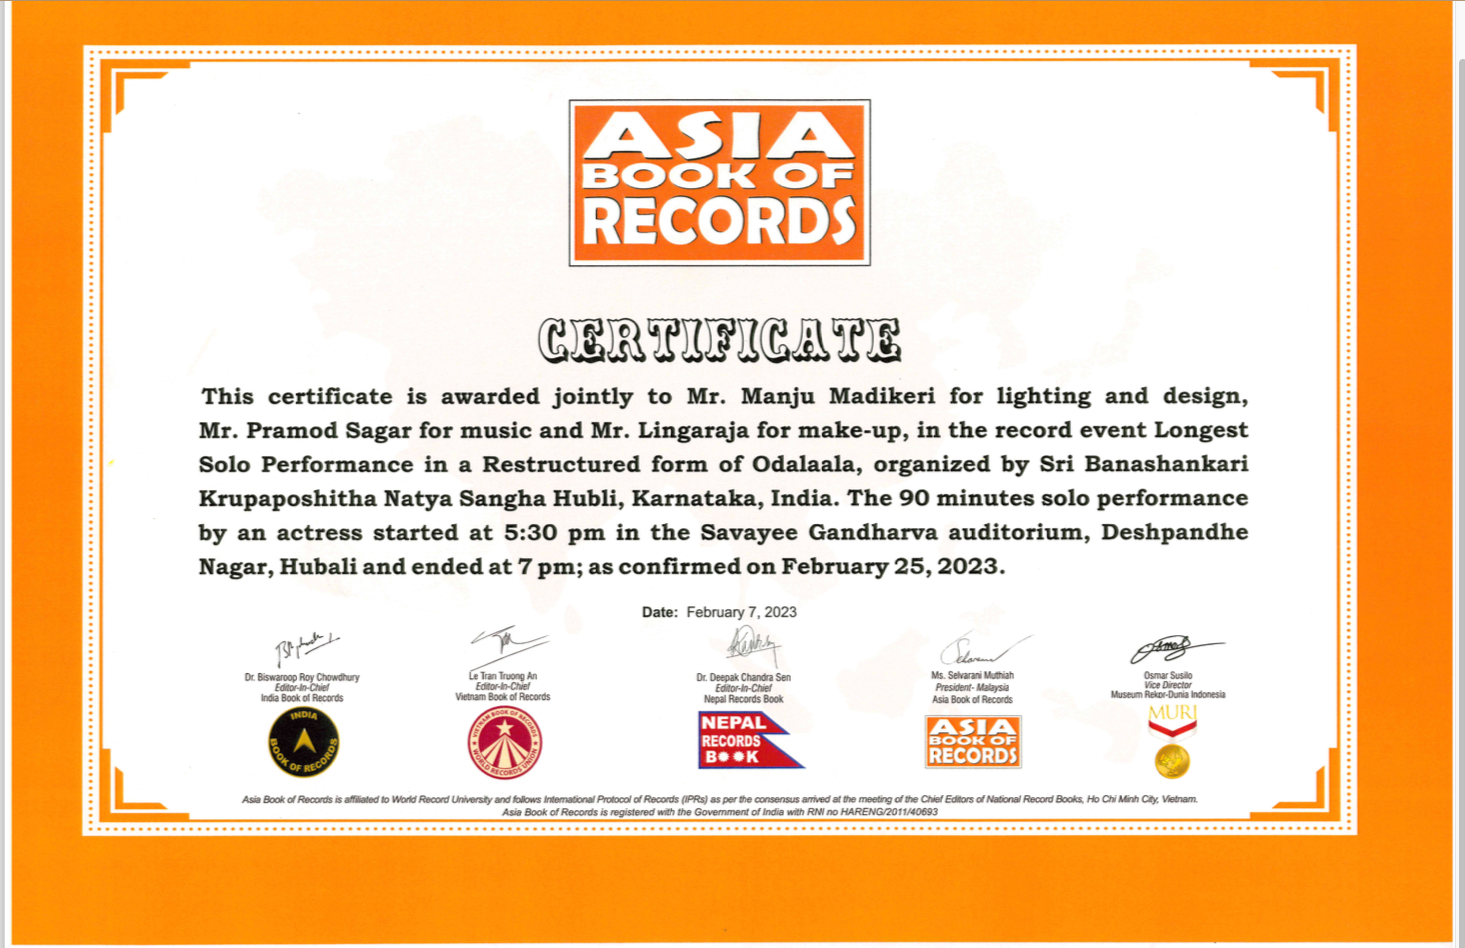 ASIA
BOOK OF
RECORDS
CERTIFICATE
This certificate is awarded jointly to Mr. Manju Madikeri for lighting and design,
Mr. Pramod Sagar for music and Mr. Lingaraja for make-up, in the record event Longest
Solo Performance in a Restructured form of Odalaala, organized by Sri Banashankari
Krupaposhitha Natya Sangha Hubli, Karnataka, India. The 90 minutes solo performance
by an actress started at 5:30 pm in the Savayee Gandharva auditorium, Deshpandhe
Nagar, Hubali and ended at 7 pm; as confirmed on February 25, 2023.
Date: February 7, 2023
Dr. Biswaroop Roy Chowdhury
Editor-In-Chief
India Book of Records
INDIA
BOOK OF RECORDS
Le Tran Truong An
Editor-In-Chief
Vietnam Book of Records
VIETNAM BOOK OF RECORDS
WORLD RECORDS UNION
Dr. Deepak Chandra Sen
Editor-In-Chief
Nepal Records Book
NEPAL
RECORDS
BOOK
Ms. Selvarani Muthiah
President- Malaysia
Asia Book of Records
ASIA
BOOK OF
RECORDS
Osmar Susilo
Vice Director
Museum Rekor-Dunia Indonesia
MURI
Asia Book of Records is affiliated to World Record University and follows International Protocol of Records (IPRs) as per the consensus arrived at the meeting of the Chief Editors of National Record Books, Ho Chi Minh City, Vietnam.
Asia Book of Records is registered with the Government of India with RNI no HARENG/2011/40693